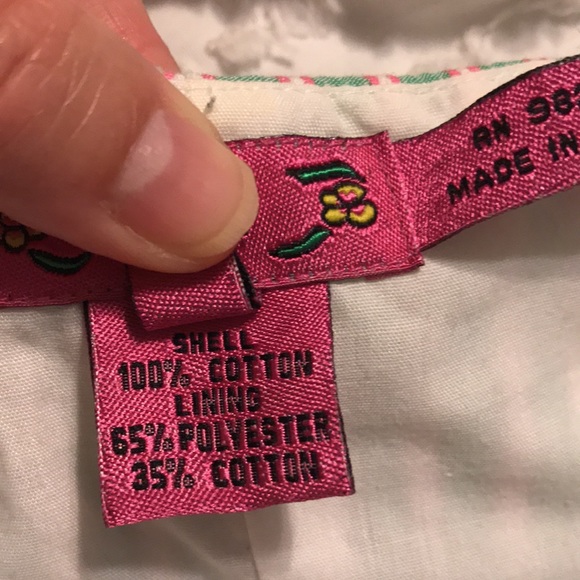 RN 98
MADE IN
SHELL
100% COTTON
LINING
65% POLYESTER
35% COTTON